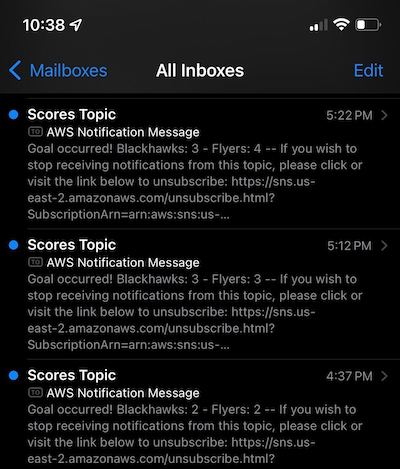 10:38
Mailboxes All Inboxes Edit
Scores Topic 5:22 PM
TO AWS Notification Message
Goal occurred! Blackhawks: 3 - Flyers: 4 -- If you wish to
stop receiving notifications from this topic, please click or
visit the link below to unsubscribe: https://sns.us-
east-2.amazonaws.com/unsubscribe.html?
SubscriptionArn=arn:aws:sns:us-...
Scores Topic 5:12 PM
TO AWS Notification Message
Goal occurred! Blackhawks: 3 - Flyers: 3 -- If you wish to
stop receiving notifications from this topic, please click or
visit the link below to unsubscribe: https://sns.us-
east-2.amazonaws.com/unsubscribe.html?
SubscriptionArn=arn:aws:sns:us-...
Scores Topic 4:37 PM
TO AWS Notification Message
Goal occurred! Blackhawks: 2 - Flyers: 2 -- If you wish to
stop receiving notifications from this topic, please click or
visit the link below to unsubscribe: https://sns.us-
east-2.amazonaws.com/unsubscribe.html?